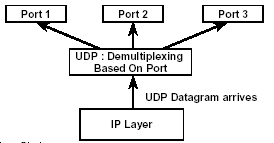 Port 1
Port 2
Port 3
UDP : Demultiplexing
Based On Port
UDP Datagram arrives
IP Layer